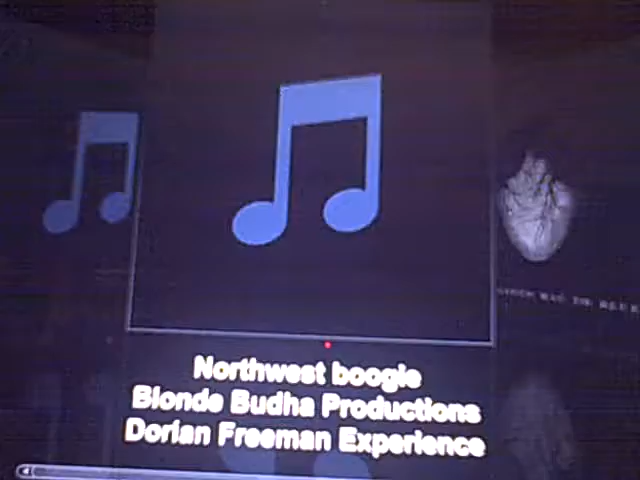 Northwest boogie
Blonde Budha Productions
Dorian Freeman Experience